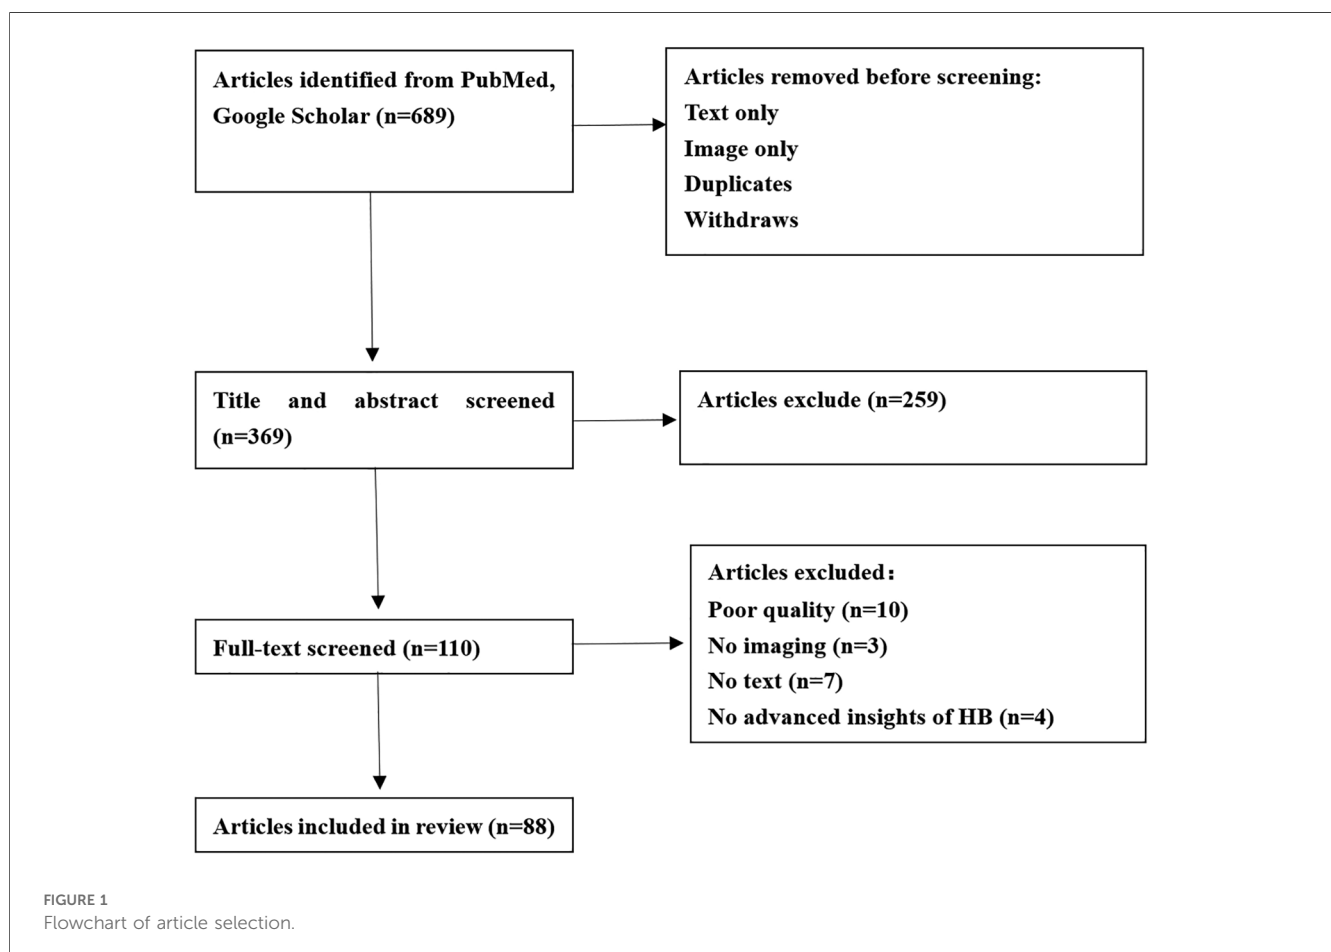 Articles identified from PubMed,
Google Scholar (n=689)
Articles removed before screening:
Text only
Image only
Duplicates
Withdraws
Title and abstract screened
(n=369)
Articles exclude (n=259)
Full-text screened (n=110)
Articles excluded：
Poor quality (n=10)
No imaging (n=3)
No text (n=7)
No advanced insights of HB (n=4)
Articles included in review (n=88)
FIGURE 1
Flowchart of article selection.